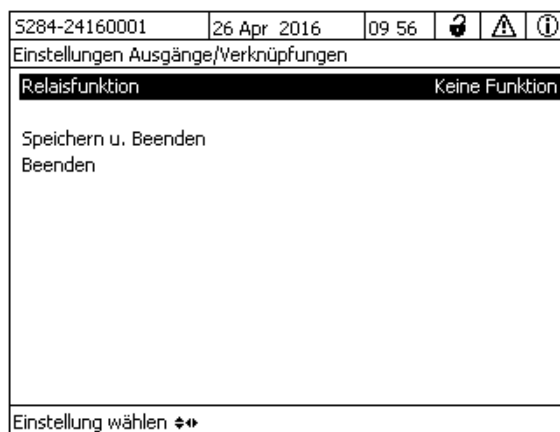 S284-24160001 26 Apr 2016 09 56
Einstellungen Ausgänge/Verknüpfungen
Relaisfunktion Keine Funktion
Speichern u. Beenden
Beenden
Einstellung wählen